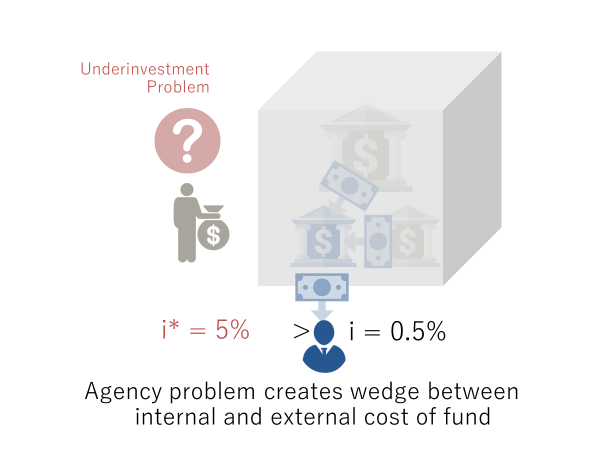 Underinvestment
Problem
?
$
$
$ $
i* = 5% > i = 0.5%
Agency problem creates wedge between
internal and external cost of fund